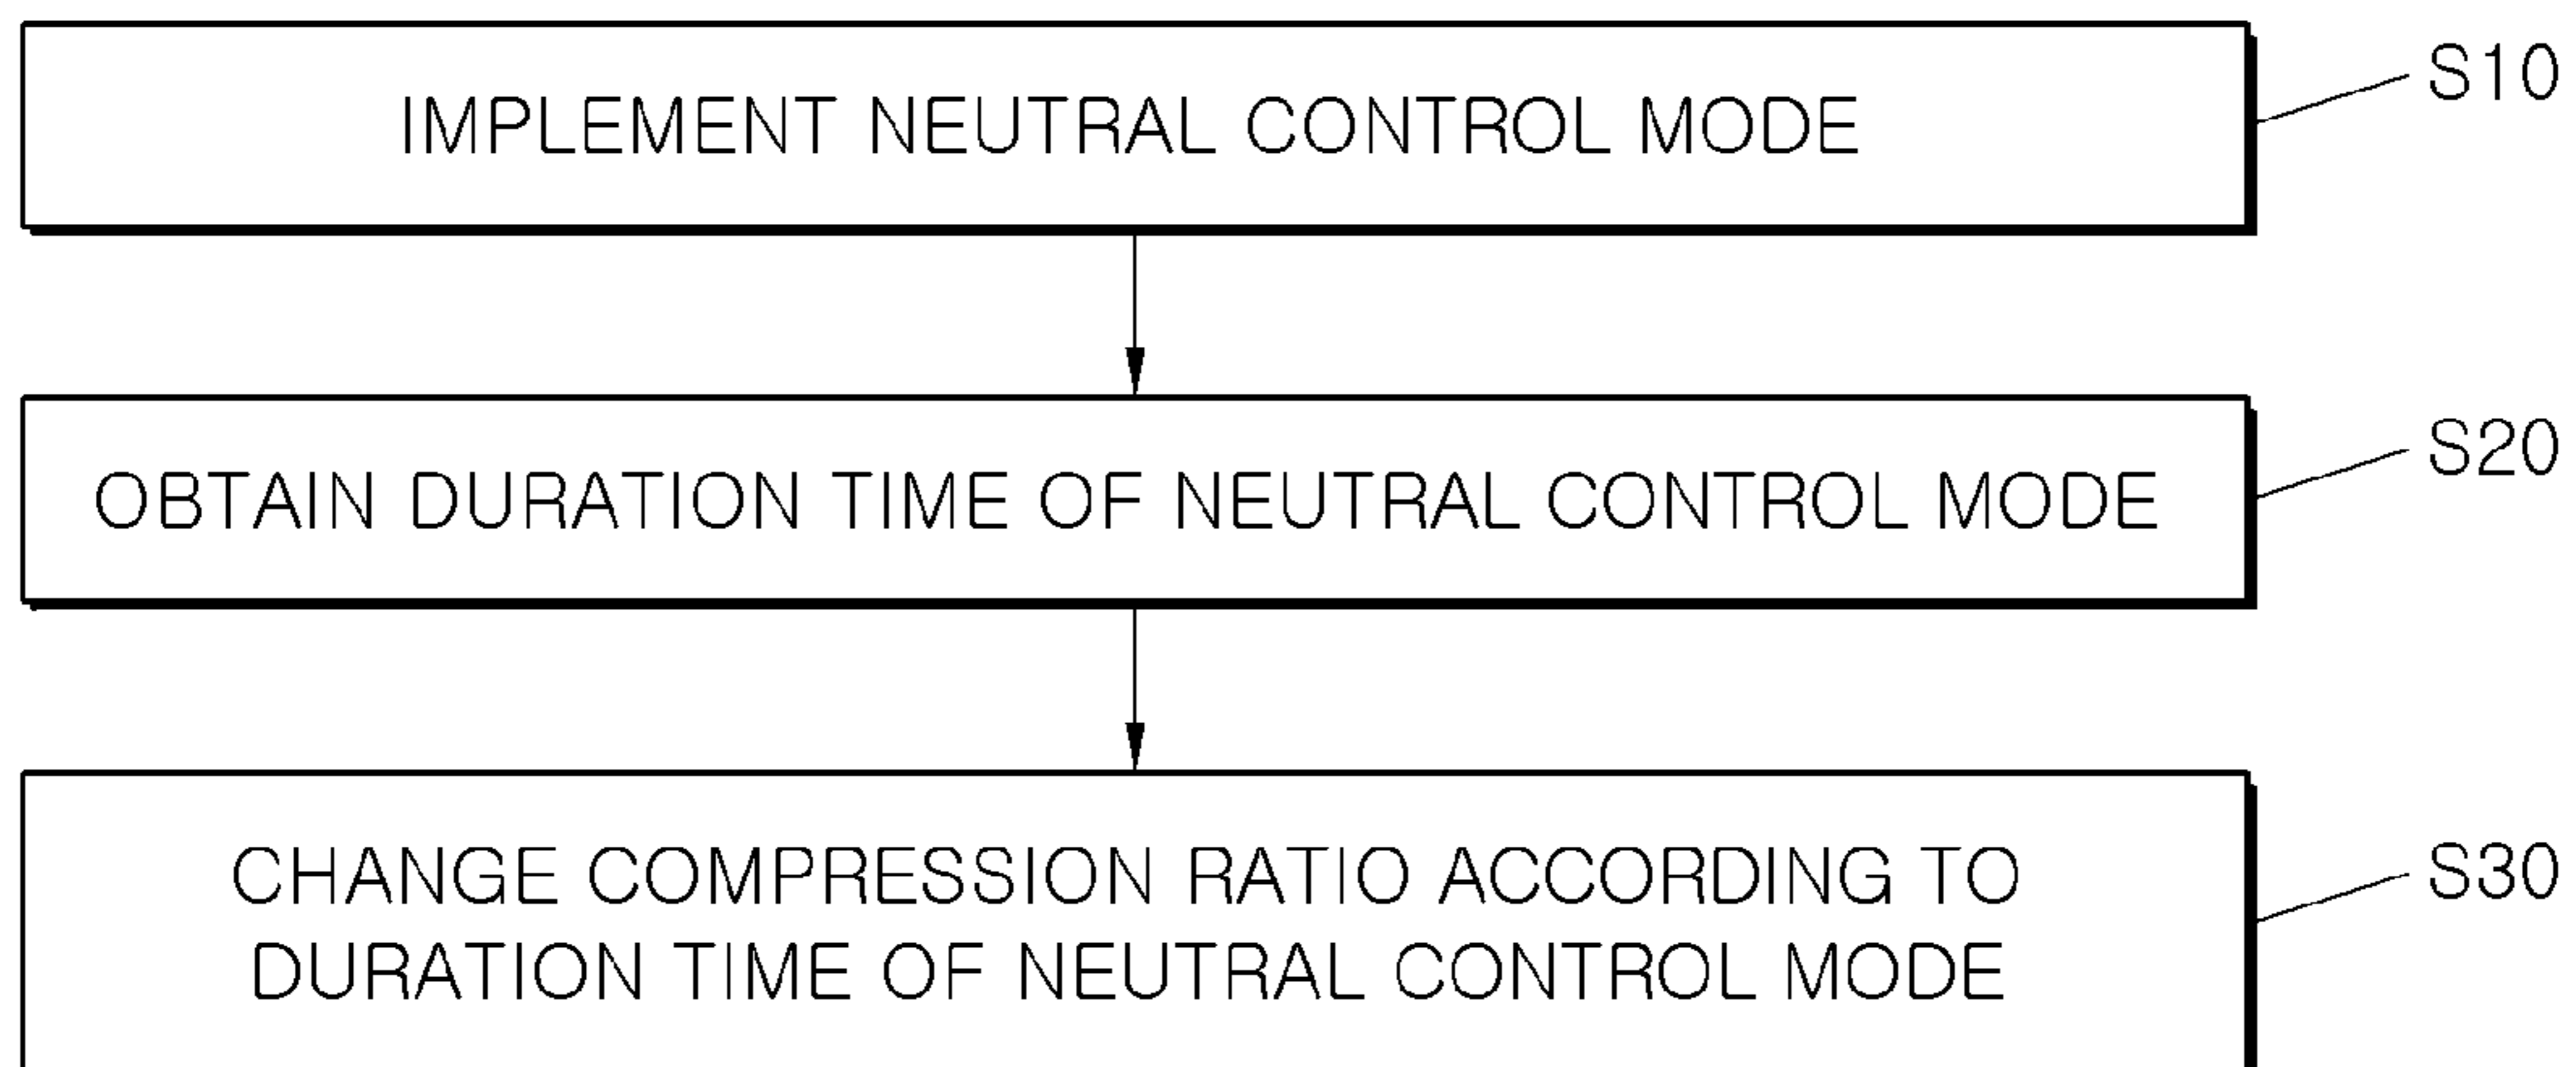 IMPLEMENT NEUTRAL CONTROL MODE
S10
OBTAIN DURATION TIME OF NEUTRAL CONTROL MODE
S20
CHANGE COMPRESSION RATIO ACCORDING TO
DURATION TIME OF NEUTRAL CONTROL MODE
S30